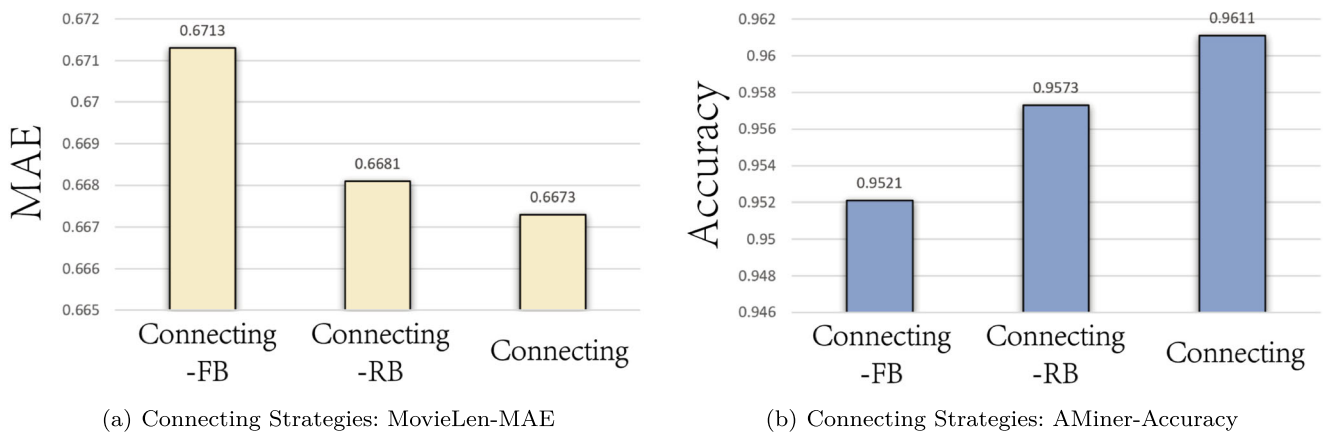 MAE
0.672
0.671
0.67
0.669
0.668
0.667
0.666
0.665
0.6713
0.6681
0.6673
Connecting
-FB
Connecting
-RB
Connecting
(a) Connecting Strategies: MovieLen-MAE
Accuracy
0.962
0.96
0.958
0.956
0.954
0.952
0.95
0.948
0.946
0.9521
0.9573
0.9611
Connecting
-FB
Connecting
-RB
Connecting
(b) Connecting Strategies: AMiner-Accuracy